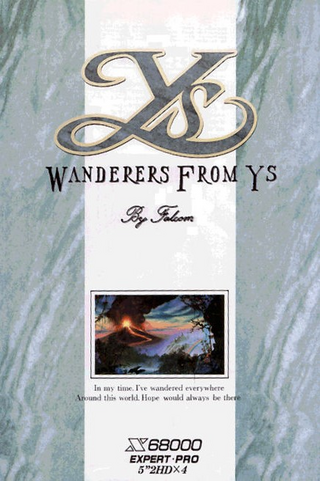 Ys
WANDERERS FROM YS
By Falcom
In my time, I've wandered everywhere
Around this world, Hope would always be there
X68000
EXPERT·PRO
5"2HD×4